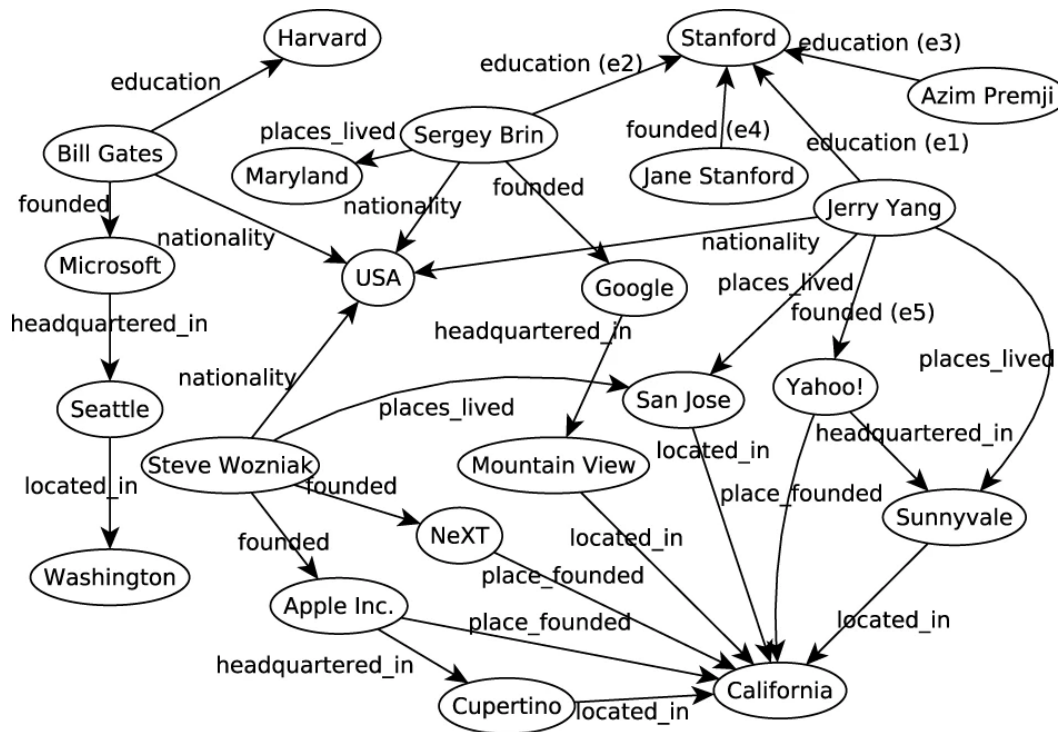 Harvard
Stanford
education (e3)
education (e2)
education
Azim Premji
places_lived
Sergey Brin
founded (e4)
education (e1)
Bill Gates
Maryland
Jane Stanford
founded
nationality
founded
Jerry Yang
nationality
nationality
Microsoft
USA
Google
places_lived
founded (e5)
headquartered_in
headquartered_in
places_lived
nationality
Yahoo!
San Jose
Seattle
places_lived
headquartered_in
located_in
Steve Wozniak
Mountain View
located_in
founded
place_founded
Sunnyvale
NeXT
founded
located_in
Washington
place_founded
Apple Inc.
place_founded
located_in
headquartered_in
California
Cupertino
located_in